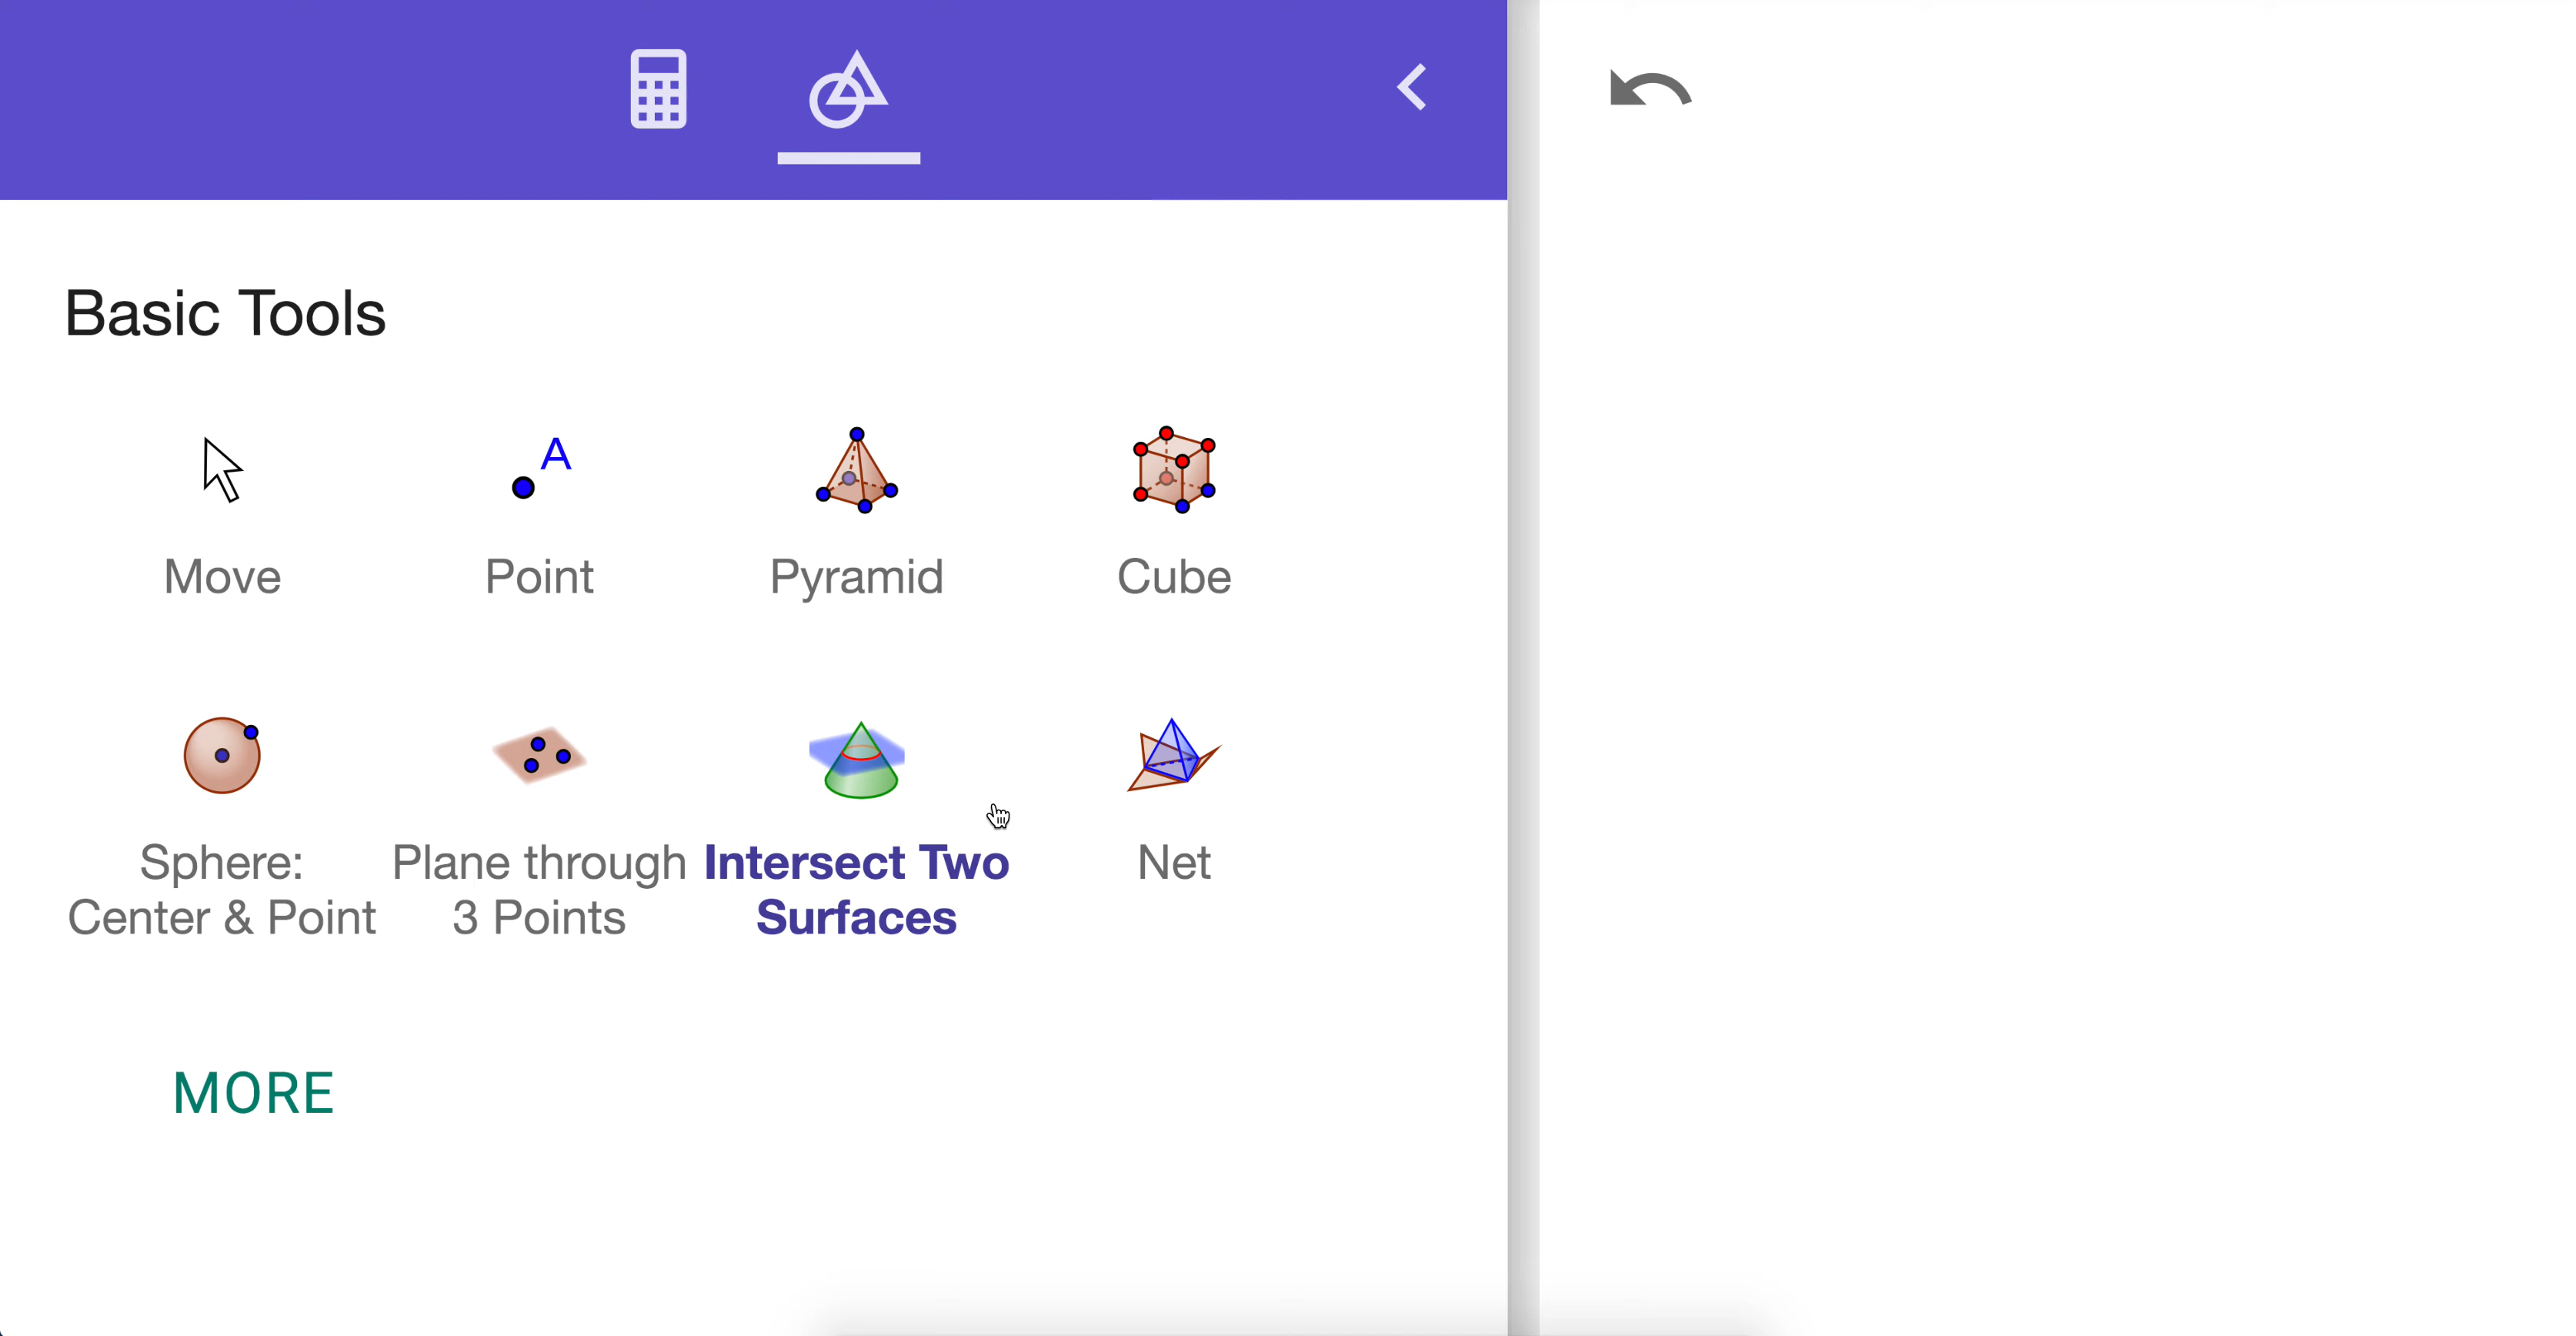 Basic Tools
A
Move
Point
Pyramid
Cube
Sphere:
Center & Point
Plane through
3 Points
Intersect Two
Surfaces
Net
MORE